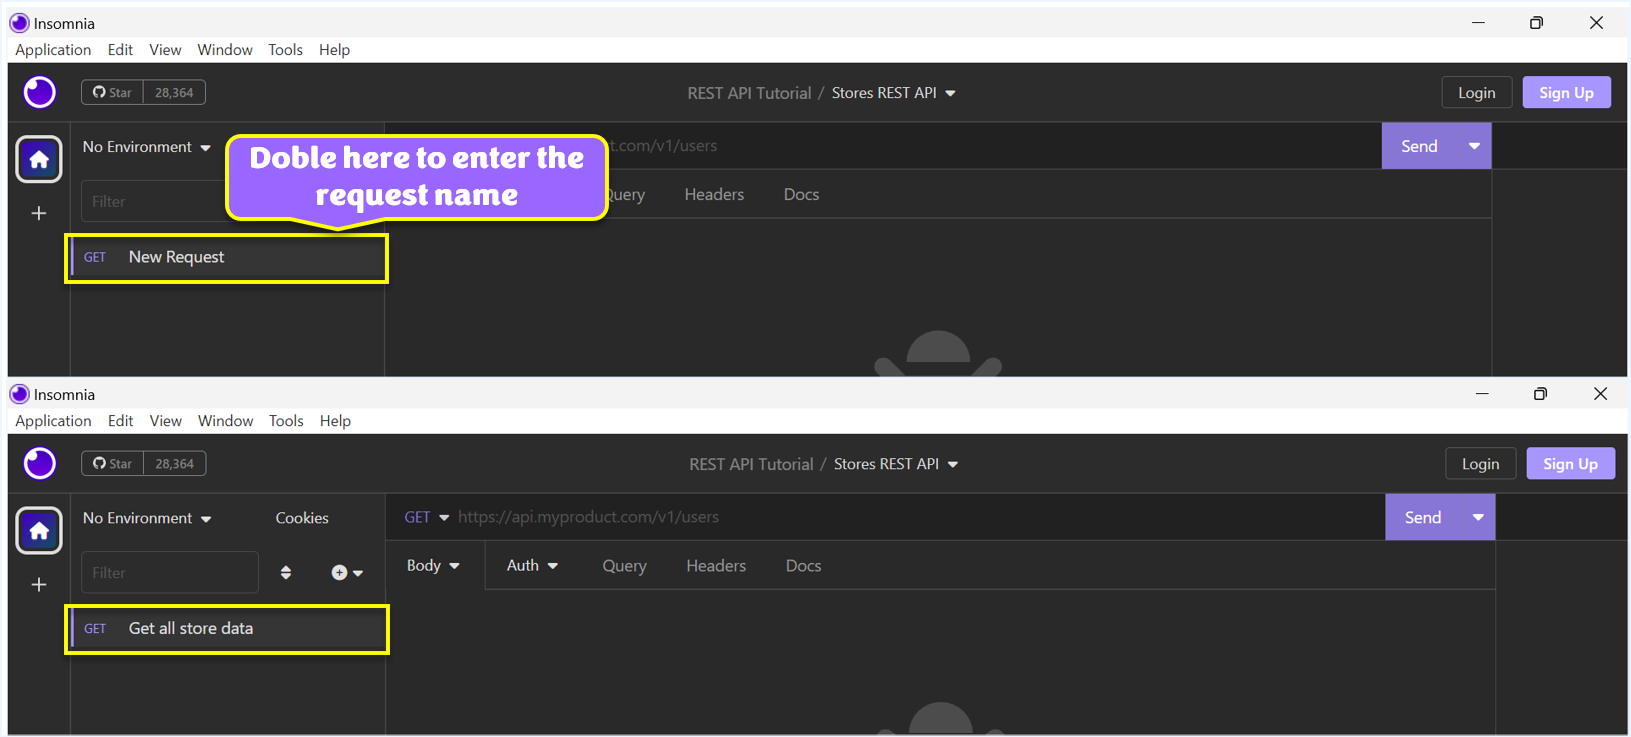 Insomnia
Application Edit View Window Tools Help
Star 28,364 REST API Tutorial / Stores REST API Login Sign Up
No Environment t.com/v1/users Send
Doble here to enter the
request name
Filter Query Headers Docs
GET New Request
Insomnia
Application Edit View Window Tools Help
Star 28,364 REST API Tutorial / Stores REST API Login Sign Up
No Environment Cookies GET https://api.myproduct.com/v1/users Send
Filter Body Auth Query Headers Docs
GET Get all store data